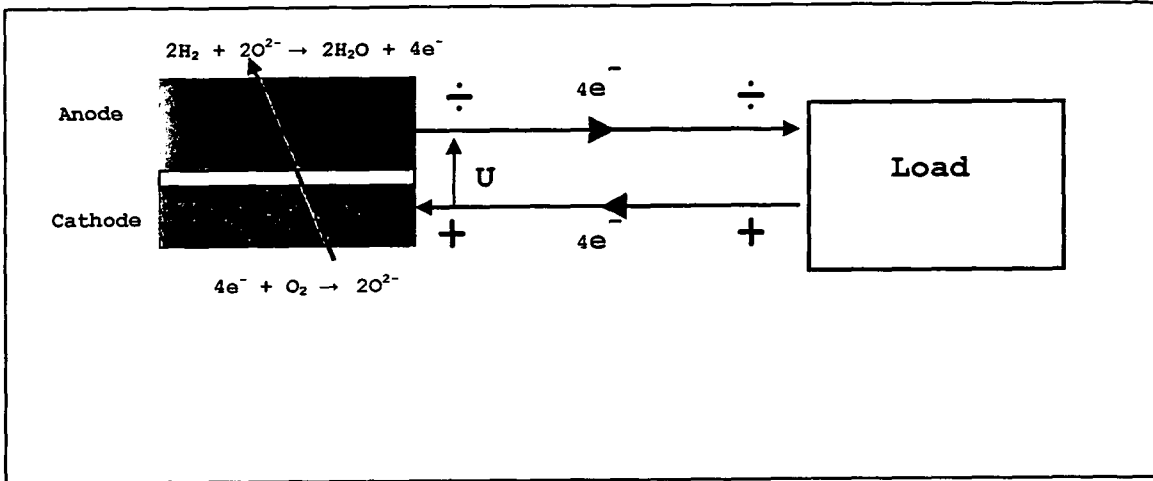 2H₂ + 2O²⁻ → 2H₂O + 4e⁻
÷ 4e⁻ ÷
Anode
Load
U
Cathode
+ 4e⁻ +
4e⁻ + O₂ → 2O²⁻